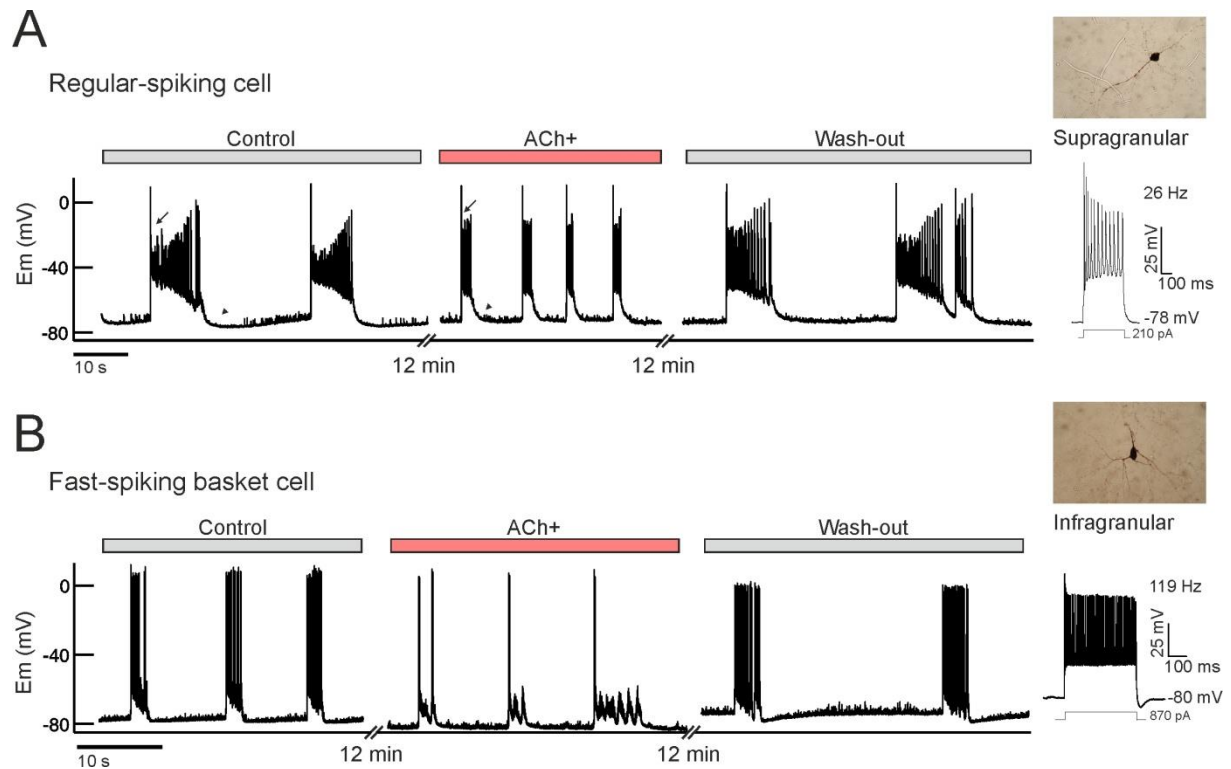 A
Regular-spiking cell
Control
ACh+
Wash-out
Supragranular
Em (mV)
0
-40
-80
26 Hz
25 mV
100 ms
-78 mV
210 pA
10 s
12 min
12 min
B
Fast-spiking basket cell
Control
ACh+
Wash-out
Infragranular
Em (mV)
0
-40
-80
119 Hz
25 mV
100 ms
-80 mV
870 pA
10 s
12 min
12 min